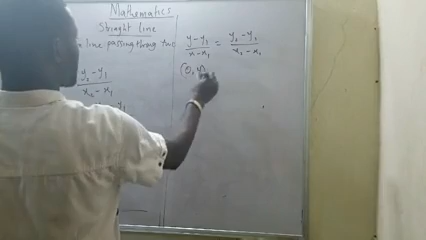 Mathematics
Straight line
line passing through two
y₂ - y₁
x₂ - x₁
y₁
y - y₁ / x - x₁ = y₂ - y₁ / x₂ - x₁
(0, 4)